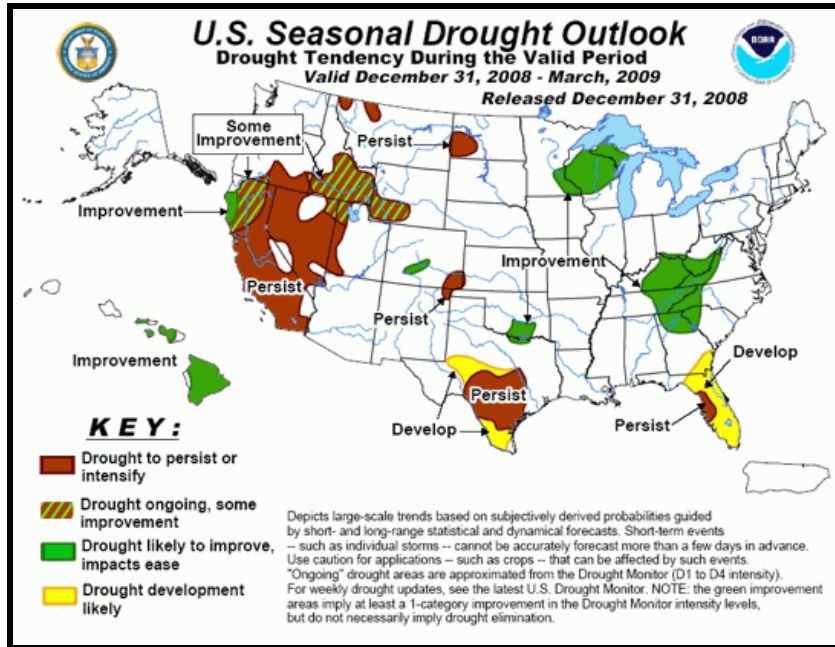 U.S. Seasonal Drought Outlook
Drought Tendency During the Valid Period
Valid December 31, 2008 - March, 2009
Released December 31, 2008
NOAA
Some
Improvement
Persist
Improvement
Improvement
Persist
Persist
Improvement
Develop
Persist
Develop
Persist
KEY:
Drought to persist or
intensify
Drought ongoing, some
improvement
Drought likely to improve,
impacts ease
Drought development
likely
Depicts large-scale trends based on subjectively derived probabilities guided
by short- and long-range statistical and dynamical forecasts. Short-term events
-- such as individual storms -- cannot be accurately forecast more than a few days in advance.
Use caution for applications -- such as crops -- that can be affected by such events.
"Ongoing" drought areas are approximated from the Drought Monitor (D1 to D4 intensity).
For weekly drought updates, see the latest U.S. Drought Monitor. NOTE: the green improvement
areas imply at least a 1-category improvement in the Drought Monitor intensity levels,
but do not necessarily imply drought elimination.